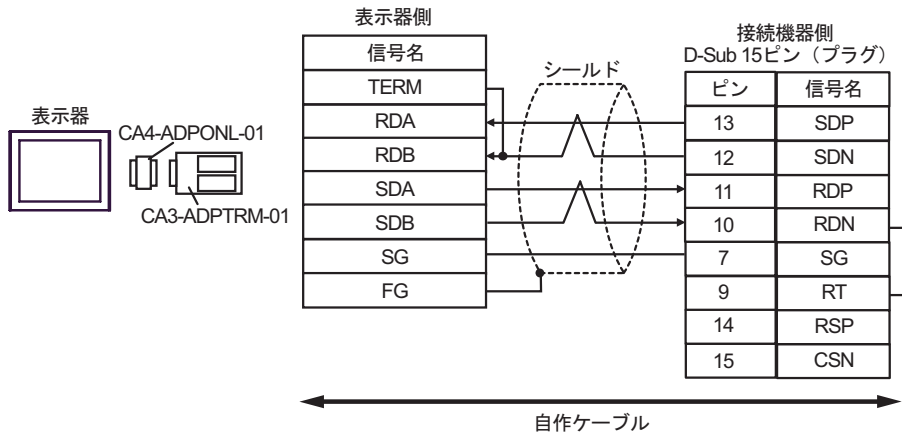 表示器側
信号名
TERM
RDA
RDB
SDA
SDB
SG
FG
シールド
接続機器側
D-Sub 15ピン（プラグ）
ピン 信号名
13 SDP
12 SDN
11 RDP
10 RDN
7 SG
9 RT
14 RSP
15 CSN
表示器
CA4-ADPONL-01
CA3-ADPTRM-01
自作ケーブル